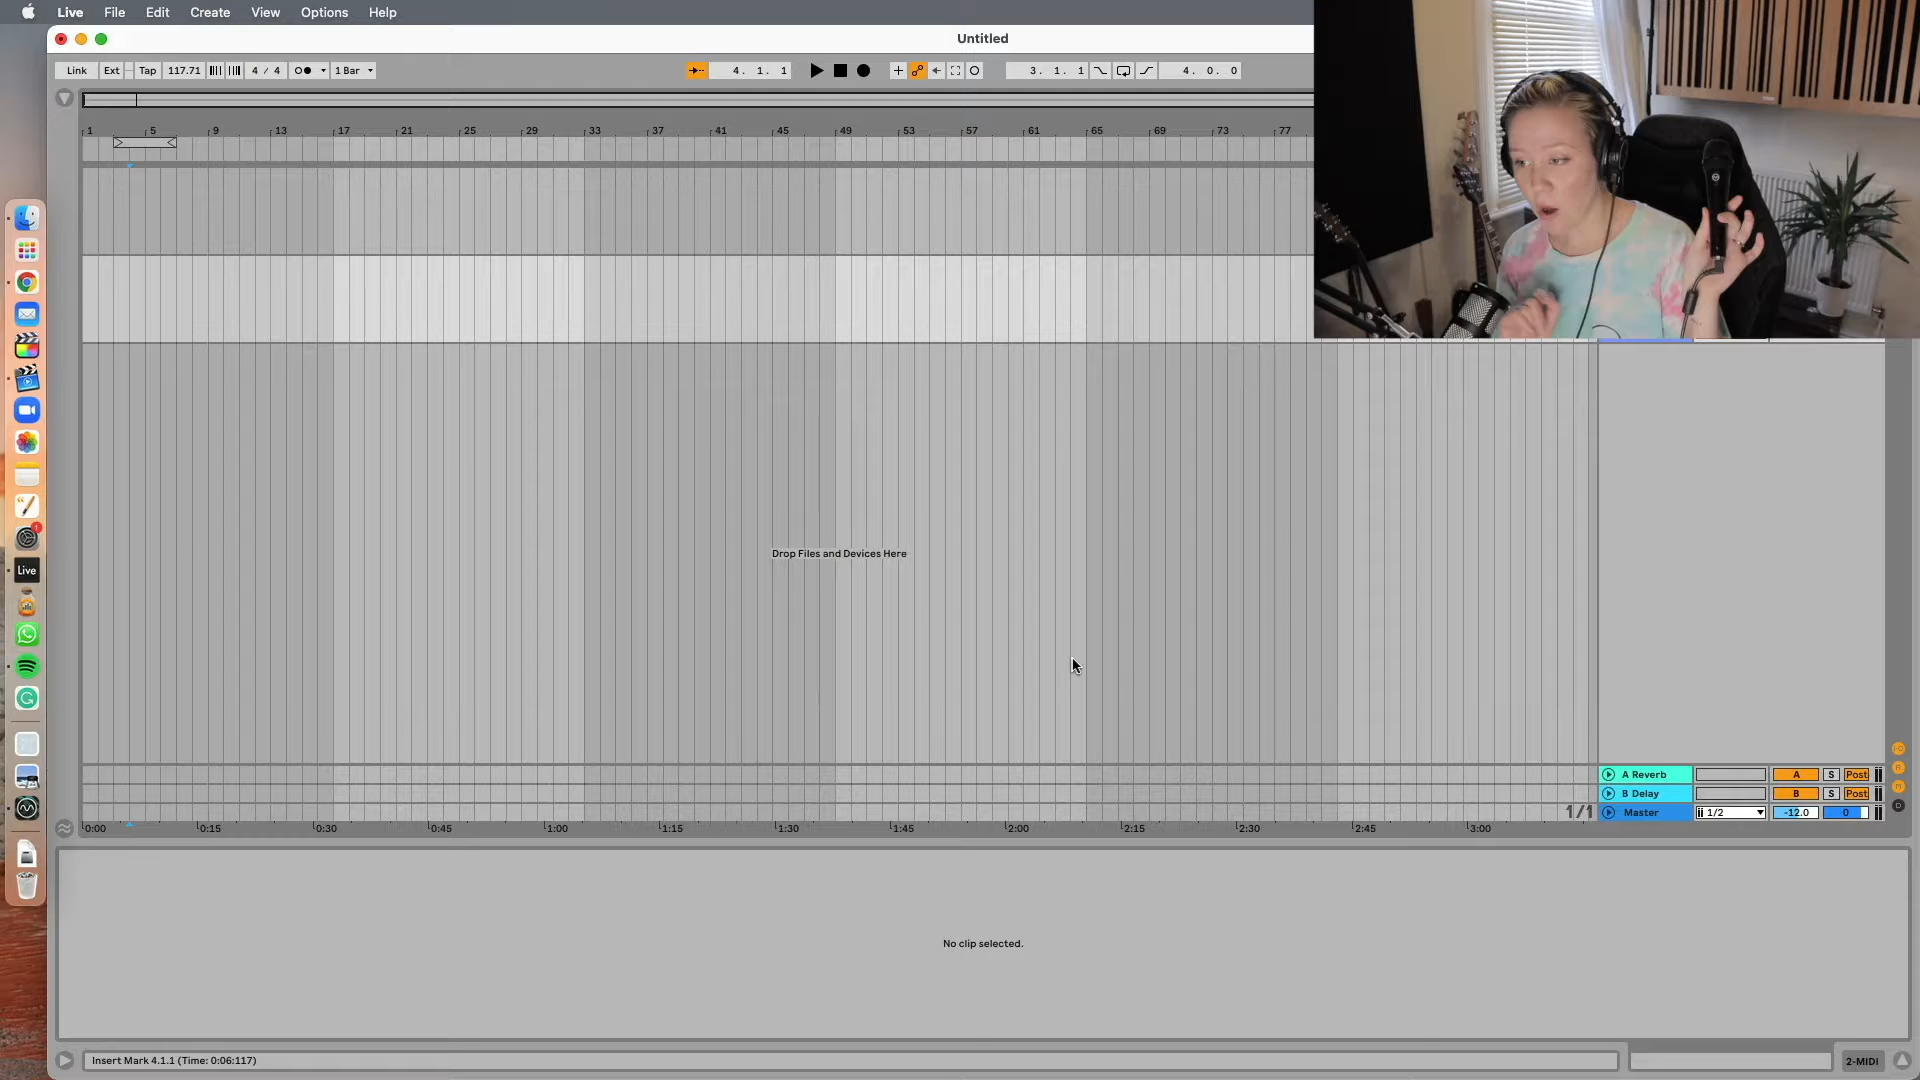 Live File Edit Create View Options Help
Untitled
Link Ext Tap 117.71 4 / 4 1 Bar 4. 1. 1 3. 1. 1 4. 0. 0
1 5 9 13 17 21 25 29 33 37 41 45 49 53 57 61 65 69 73 77
Live
Drop Files and Devices Here
A Reverb A S Post
B Delay B S Post
1/1 Master 1/2 -12.0 0
0:00 0:15 0:30 0:45 1:00 1:15 1:30 1:45 2:00 2:15 2:30 2:45 3:00
No clip selected.
Insert Mark 4.1.1 (Time: 0:06:117) 2-MIDI